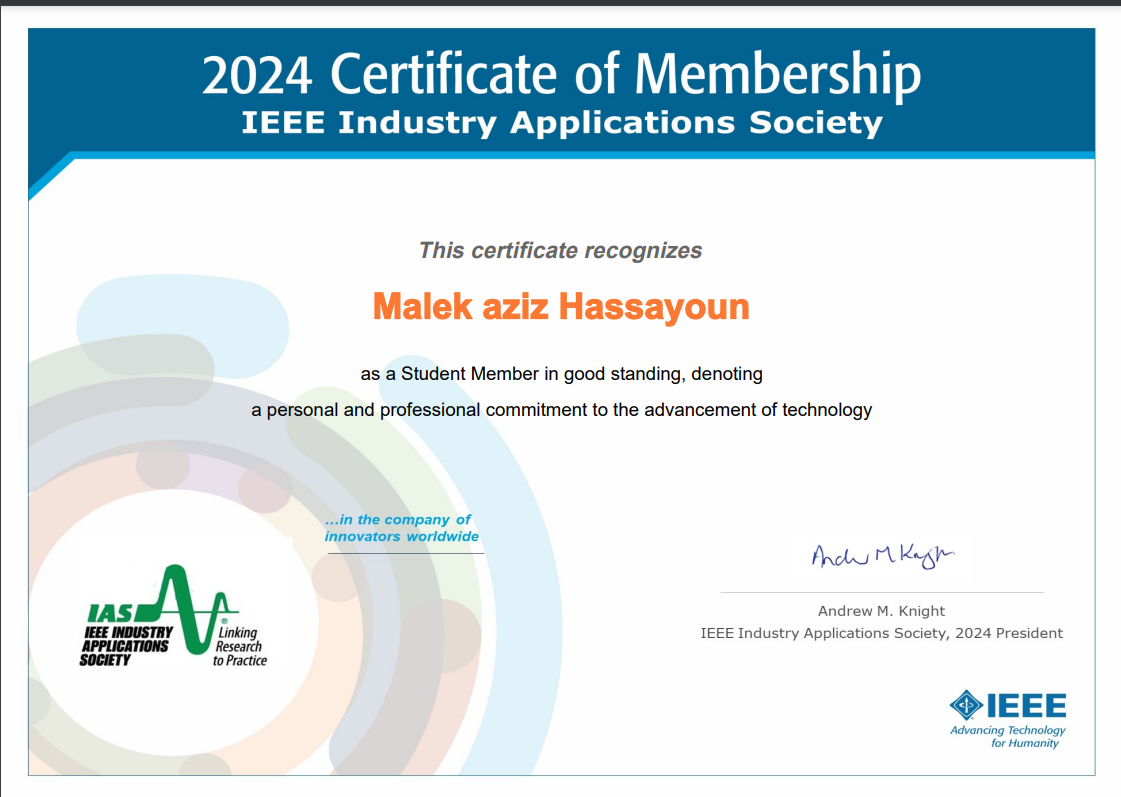 2024 Certificate of Membership
IEEE Industry Applications Society
This certificate recognizes
Malek aziz Hassayoun
as a Student Member in good standing, denoting
a personal and professional commitment to the advancement of technology
...in the company of
innovators worldwide
IAS
IEEE INDUSTRY
APPLICATIONS
SOCIETY
®
Linking
Research
to Practice
Andrew M. Knight
IEEE Industry Applications Society, 2024 President
IEEE
Advancing Technology
for Humanity